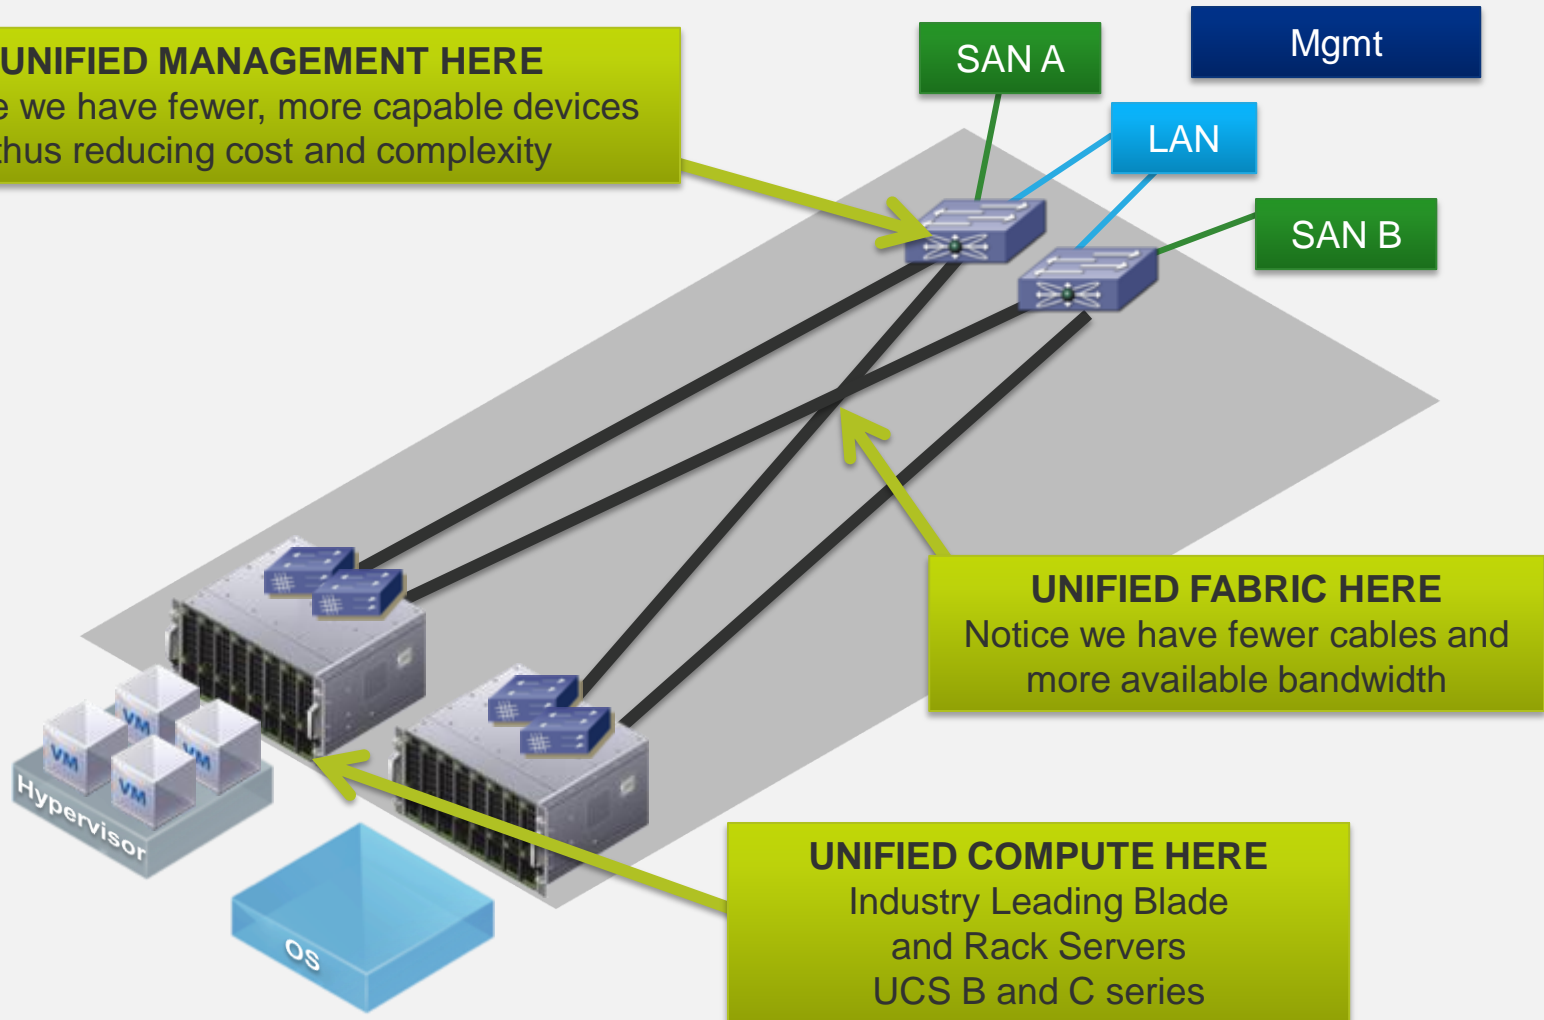 UNIFIED MANAGEMENT HERE
we have fewer, more capable devices
thus reducing cost and complexity
SAN A
Mgmt
LAN
SAN B
UNIFIED FABRIC HERE
Notice we have fewer cables and
more available bandwidth
VM
VM
VM
VM
Hypervisor
OS
UNIFIED COMPUTE HERE
Industry Leading Blade
and Rack Servers
UCS B and C series